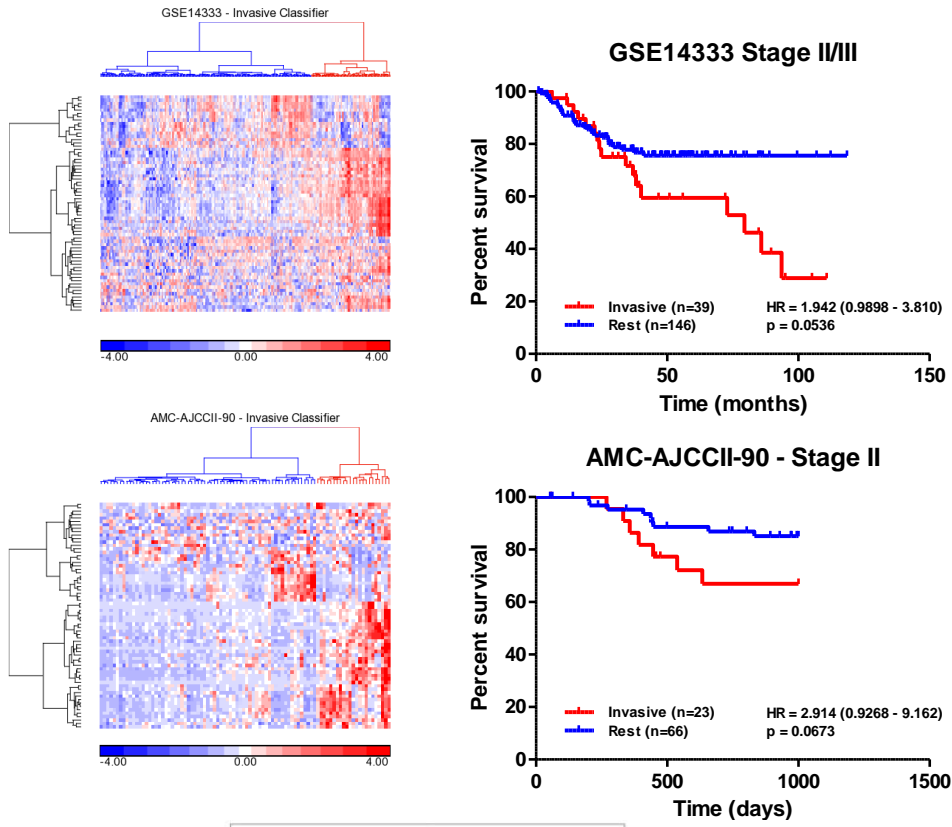 GSE14333 - Invasive Classifier
-4.00 0.00 4.00
GSE14333 Stage II/III
Percent survival
100
80
60
40
20
0
Invasive (n=39) HR = 1.942 (0.9898 - 3.810)
Rest (n=146) p = 0.0536
0 50 100 150
Time (months)
AMC-AJCCII-90 - Invasive Classifier
-4.00 0.00 4.00
AMC-AJCCII-90 - Stage II
Percent survival
100
80
60
40
20
0
Invasive (n=23) HR = 2.914 (0.9268 - 9.162)
Rest (n=66) p = 0.0673
0 500 1000 1500
Time (days)